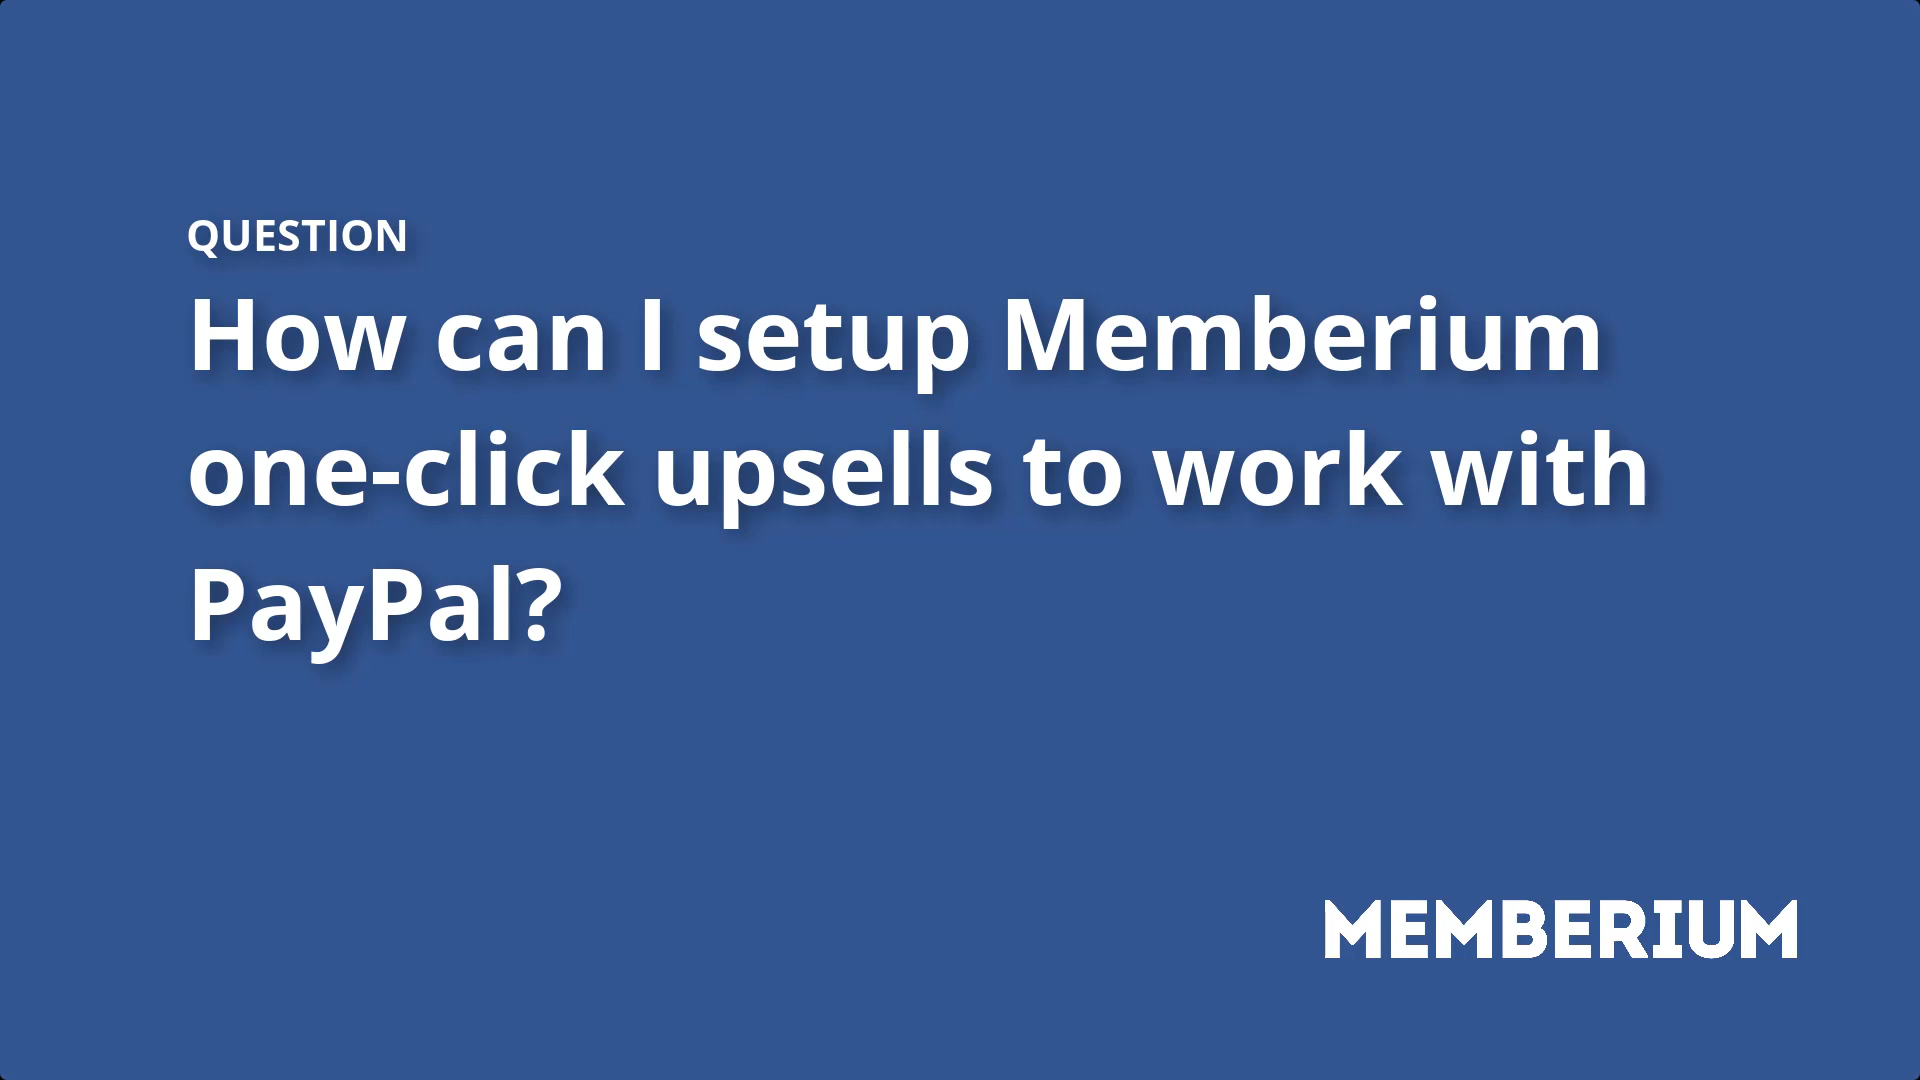 QUESTION
How can I setup Memberium
one-click upsells to work with
PayPal?
MEMBERIUM